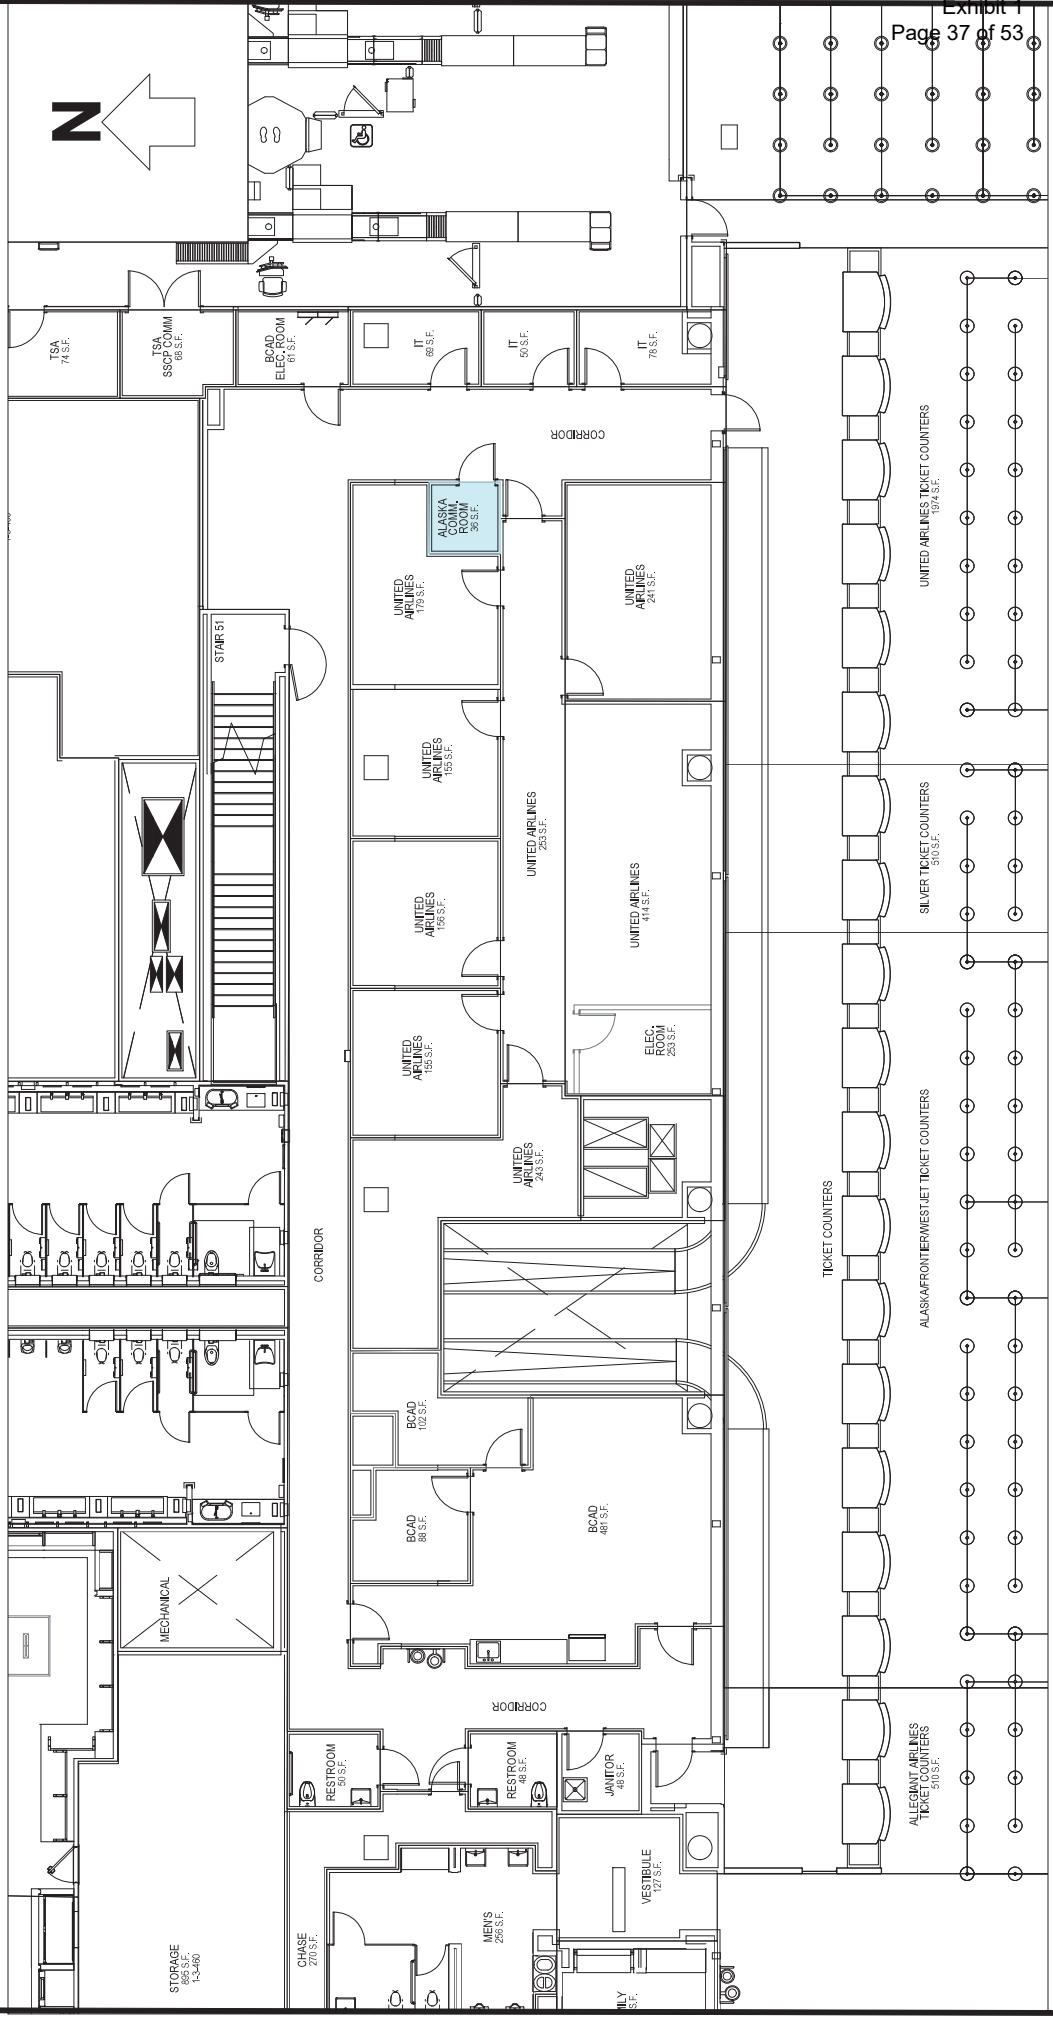 Exhibit 1
Page 37 of 53
N
TSA
74 S.F.
TSA
SSCP COMM
68 S.F.
BCAD
ELEC. ROOM
61 S.F.
IT
69 S.F.
IT
50 S.F.
IT
78 S.F.
CORRIDOR
ALASKA
COMM.
ROOM
36 S.F.
UNITED
AIRLINES
179 S.F.
UNITED
AIRLINES
241 S.F.
STAIR 51
UNITED
AIRLINES
155 S.F.
UNITED AIRLINES
253 S.F.
UNITED AIRLINES
414 S.F.
UNITED
AIRLINES
156 S.F.
UNITED
AIRLINES
155 S.F.
ELEC.
ROOM
253 S.F.
UNITED
AIRLINES
243 S.F.
CORRIDOR
BCAD
102 S.F.
BCAD
88 S.F.
BCAD
481 S.F.
MECHANICAL
CORRIDOR
RESTROOM
50 S.F.
RESTROOM
48 S.F.
JANITOR
48 S.F.
STORAGE
895 S.F.
1-3-460
CHASE
270 S.F.
MEN'S
256 S.F.
VESTIBULE
127 S.F.
MILY
S.F.
UNITED AIRLINES TICKET COUNTERS
1974 S.F.
SILVER TICKET COUNTERS
510 S.F.
TICKET COUNTERS
ALASKA/FRONTIER/WESTJET TICKET COUNTERS
ALLEGIANT AIRLINES
TICKET COUNTERS
510 S.F.